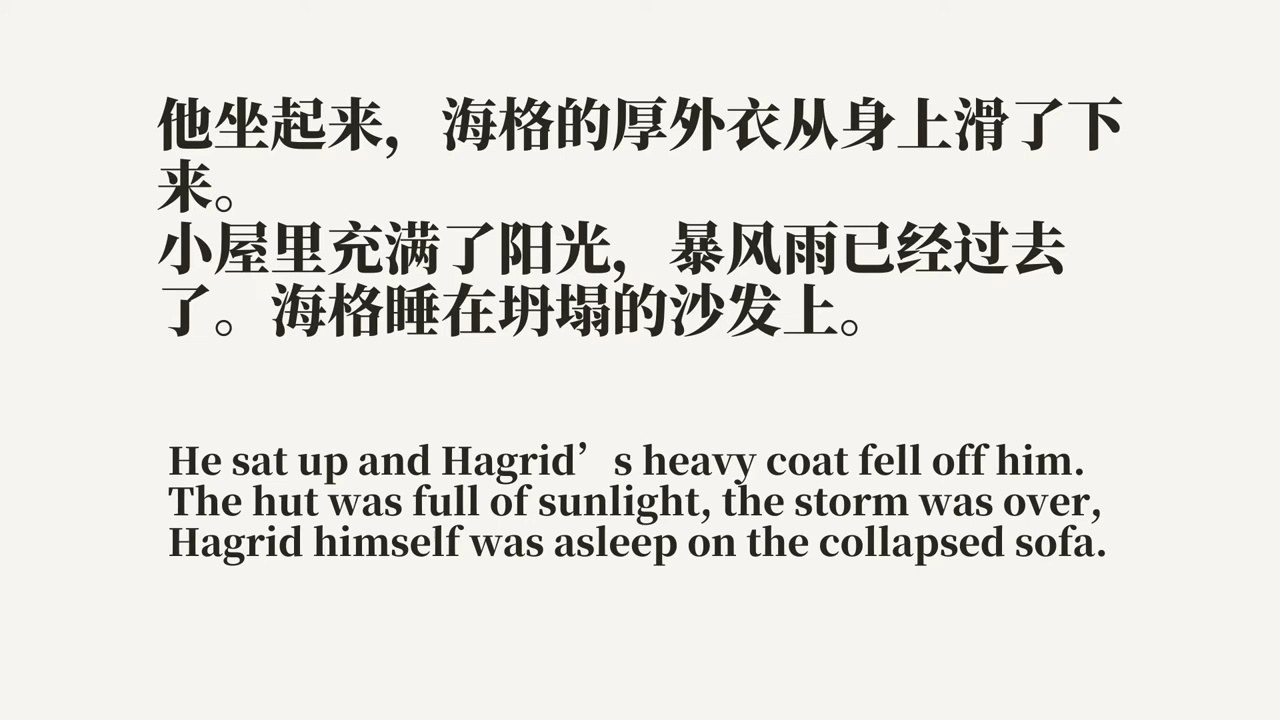 他坐起来，海格的厚外衣从身上滑了下
来。
小屋里充满了阳光，暴风雨已经过去
了。海格睡在坍塌的沙发上。
He sat up and Hagrid’s heavy coat fell off him.
The hut was full of sunlight, the storm was over,
Hagrid himself was asleep on the collapsed sofa.